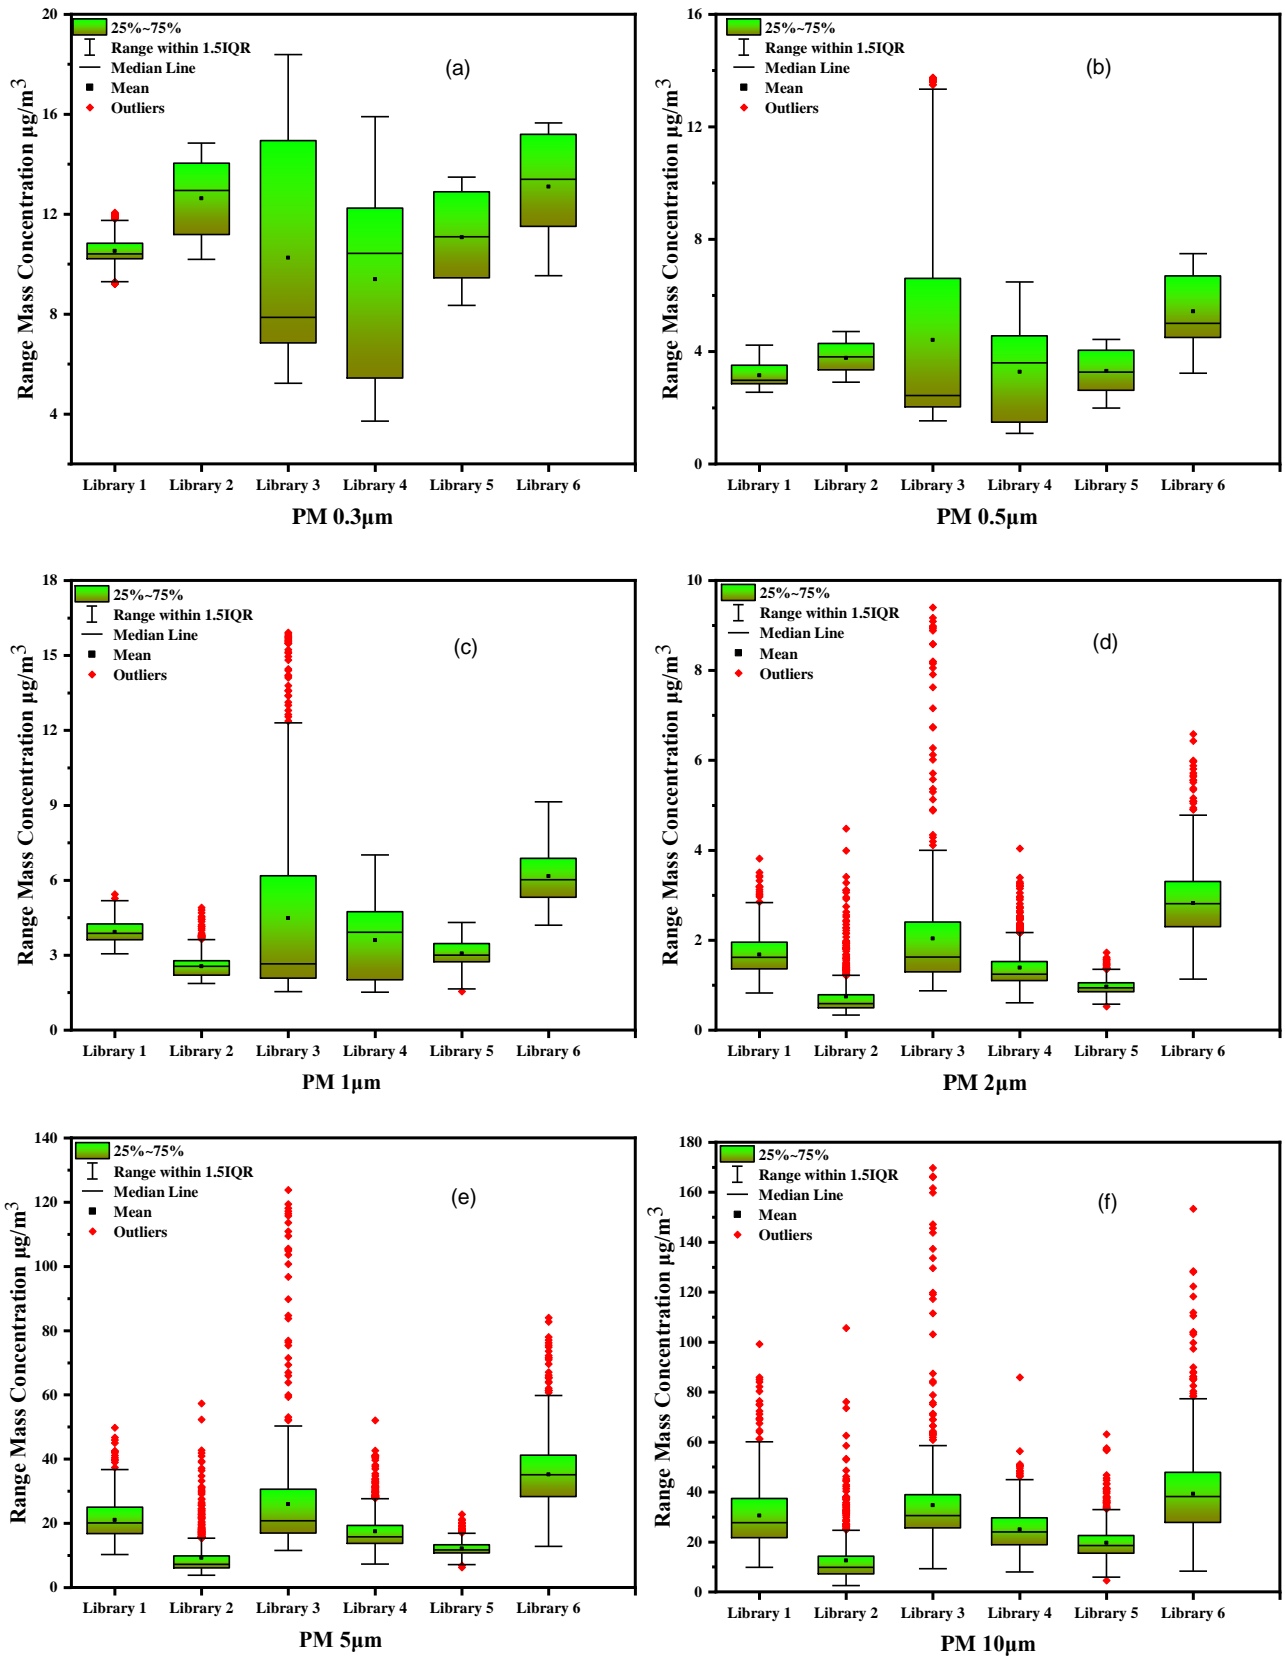 20
16
12
8
4
Range Mass Concentration µg/m3
25%~75%
Range within 1.5IQR
Median Line
Mean
Outliers
(a)
Library 1 Library 2 Library 3 Library 4 Library 5 Library 6
PM 0.3µm
16
12
8
4
0
Range Mass Concentration µg/m3
25%~75%
Range within 1.5IQR
Median Line
Mean
Outliers
(b)
Library 1 Library 2 Library 3 Library 4 Library 5 Library 6
PM 0.5µm
18
15
12
9
6
3
0
Range Mass Concentration µg/m3
25%~75%
Range within 1.5IQR
Median Line
Mean
Outliers
(c)
Library 1 Library 2 Library 3 Library 4 Library 5 Library 6
PM 1µm
10
8
6
4
2
0
Range Mass Concentration µg/m3
25%~75%
Range within 1.5IQR
Median Line
Mean
Outliers
(d)
Library 1 Library 2 Library 3 Library 4 Library 5 Library 6
PM 2µm
140
120
100
80
60
40
20
0
Range Mass Concentration µg/m3
25%~75%
Range within 1.5IQR
Median Line
Mean
Outliers
(e)
Library 1 Library 2 Library 3 Library 4 Library 5 Library 6
PM 5µm
180
160
140
120
100
80
60
40
20
0
Range Mass Concentration µg/m3
25%~75%
Range within 1.5IQR
Median Line
Mean
Outliers
(f)
Library 1 Library 2 Library 3 Library 4 Library 5 Library 6
PM 10µm